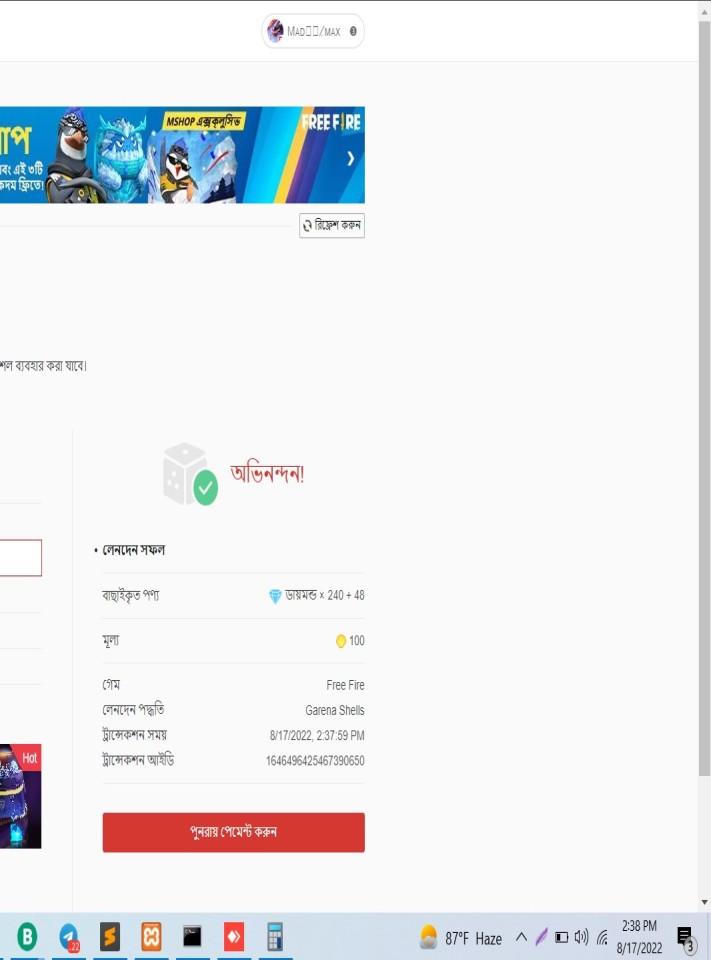 MAD/MAX
MSHOP এক্সক্লুসিভ
FREE FIRE
বং এই ৩টি
কদম ফ্রিতে!
রিফ্রেশ করুন
ব্যবহার করা যাবে।
অভিনন্দন!
• লেনদেন সফল
বাছাইকৃত পণ্য ডায়মন্ড × 240 + 48
মূল্য 100
গেম Free Fire
লেনদেন পদ্ধতি Garena Shells
ট্রান্সেকশন সময় 8/17/2022, 2:37:59 PM
ট্রান্সেকশন আইডি 1646496425467390650
Hot
পুনরায় পেমেন্ট করুন
B
22
87°F Haze
2:38 PM
8/17/2022
3